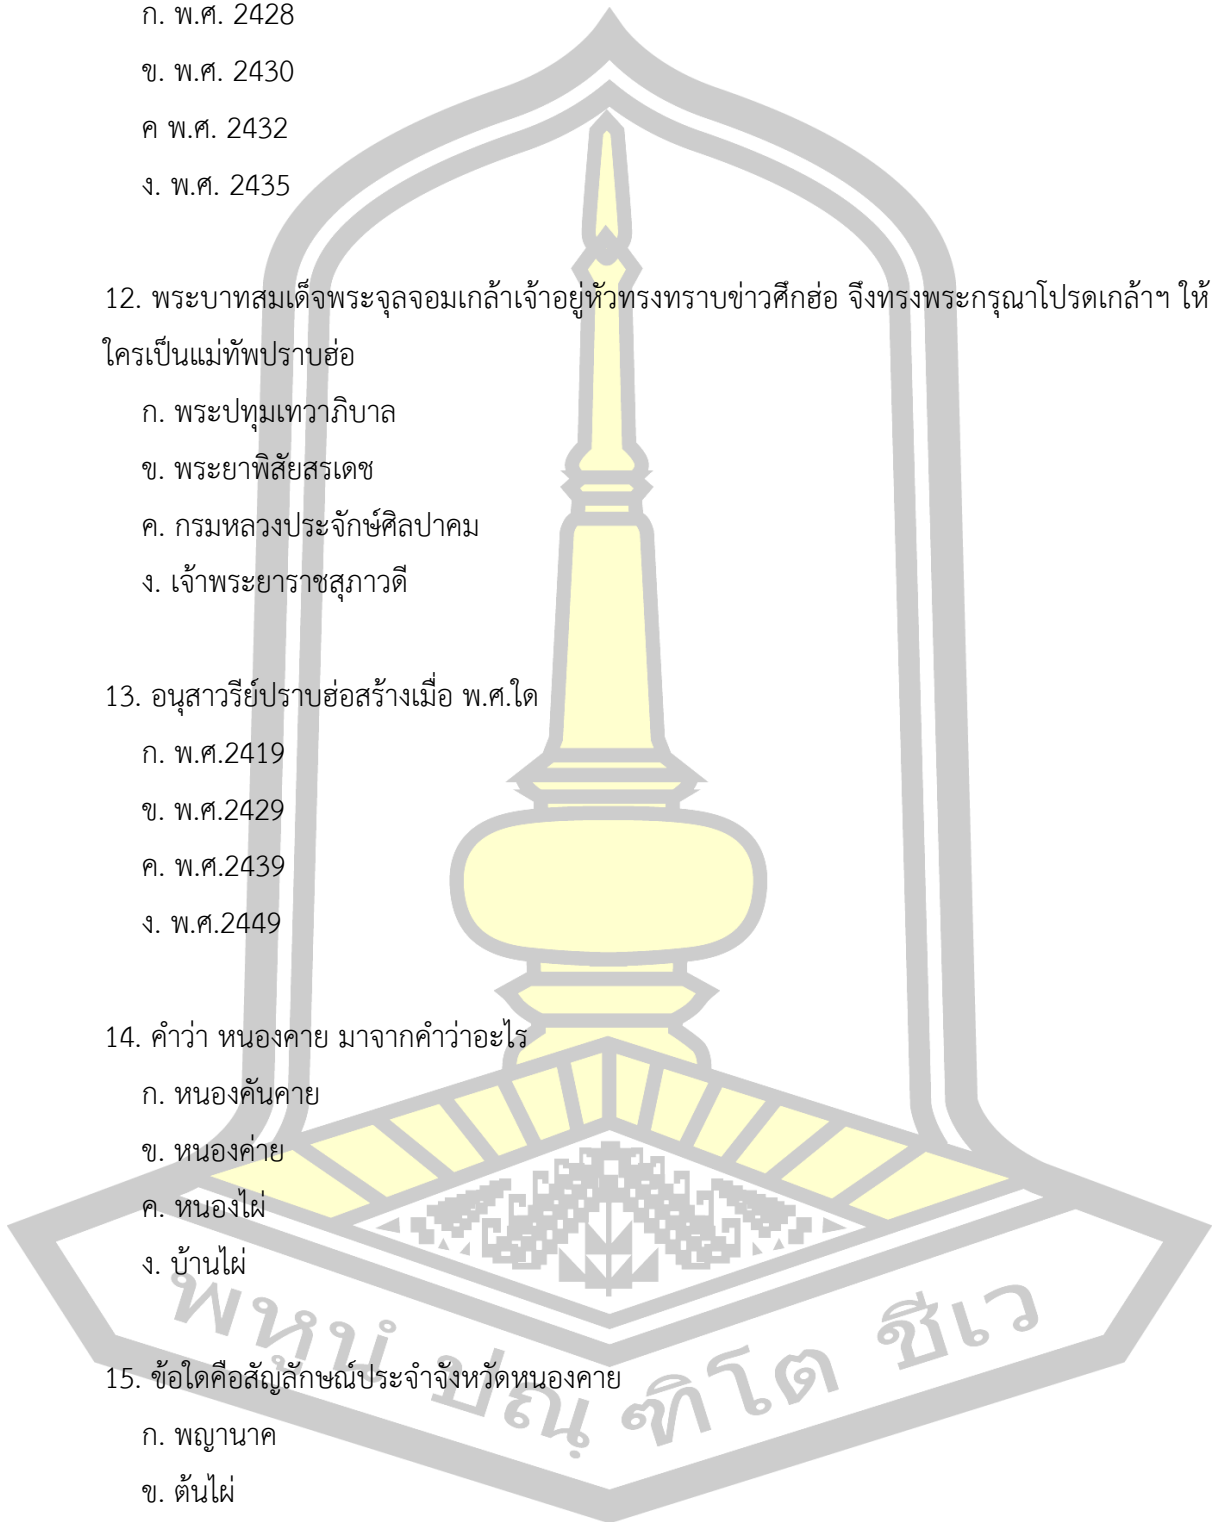 ก. พ.ศ. 2428
ข. พ.ศ. 2430
ค พ.ศ. 2432
ง. พ.ศ. 2435
12. พระบาทสมเด็จพระจุลจอมเกล้าเจ้าอยู่หัวทรงทราบข่าวศึกฮ่อ จึงทรงพระกรุณาโปรดเกล้าฯ ให้
ใครเป็นแม่ทัพปราบฮ่อ
ก. พระปทุมเทวาภิบาล
ข. พระยาพิสัยสรเดช
ค. กรมหลวงประจักษ์ศิลปาคม
ง. เจ้าพระยาราชสุภาวดี
13. อนุสาวรีย์ปราบฮ่อสร้างเมื่อ พ.ศ.ใด
ก. พ.ศ.2419
ข. พ.ศ.2429
ค. พ.ศ.2439
ง. พ.ศ.2449
14. คำว่า หนองคาย มาจากคำว่าอะไร
ก. หนองคันคาย
ข. หนองค่าย
ค. หนองไผ่
ง. บ้านไผ่
พหุนํ ปณฺฑิโต ชีเว
15. ข้อใดคือสัญลักษณ์ประจำจังหวัดหนองคาย
ก. พญานาค
ข. ต้นไผ่